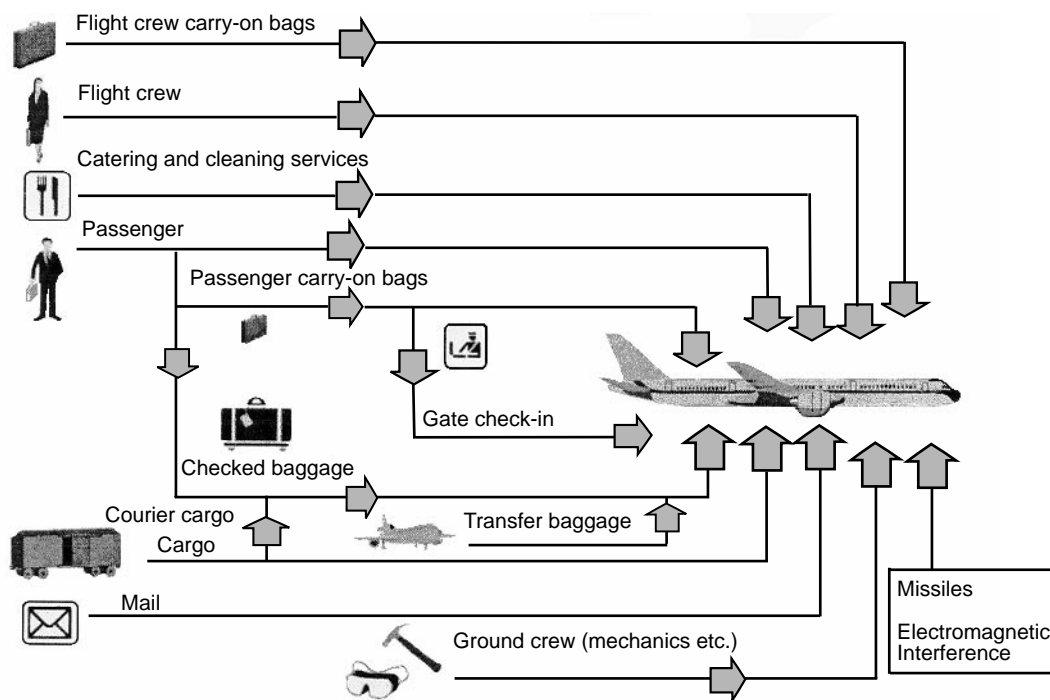 Flight crew carry-on bags
Flight crew
Catering and cleaning services
Passenger
Passenger carry-on bags
Gate check-in
Checked baggage
Courier cargo
Transfer baggage
Cargo
Missiles
Mail
Electromagnetic
Interference
Ground crew (mechanics etc.)